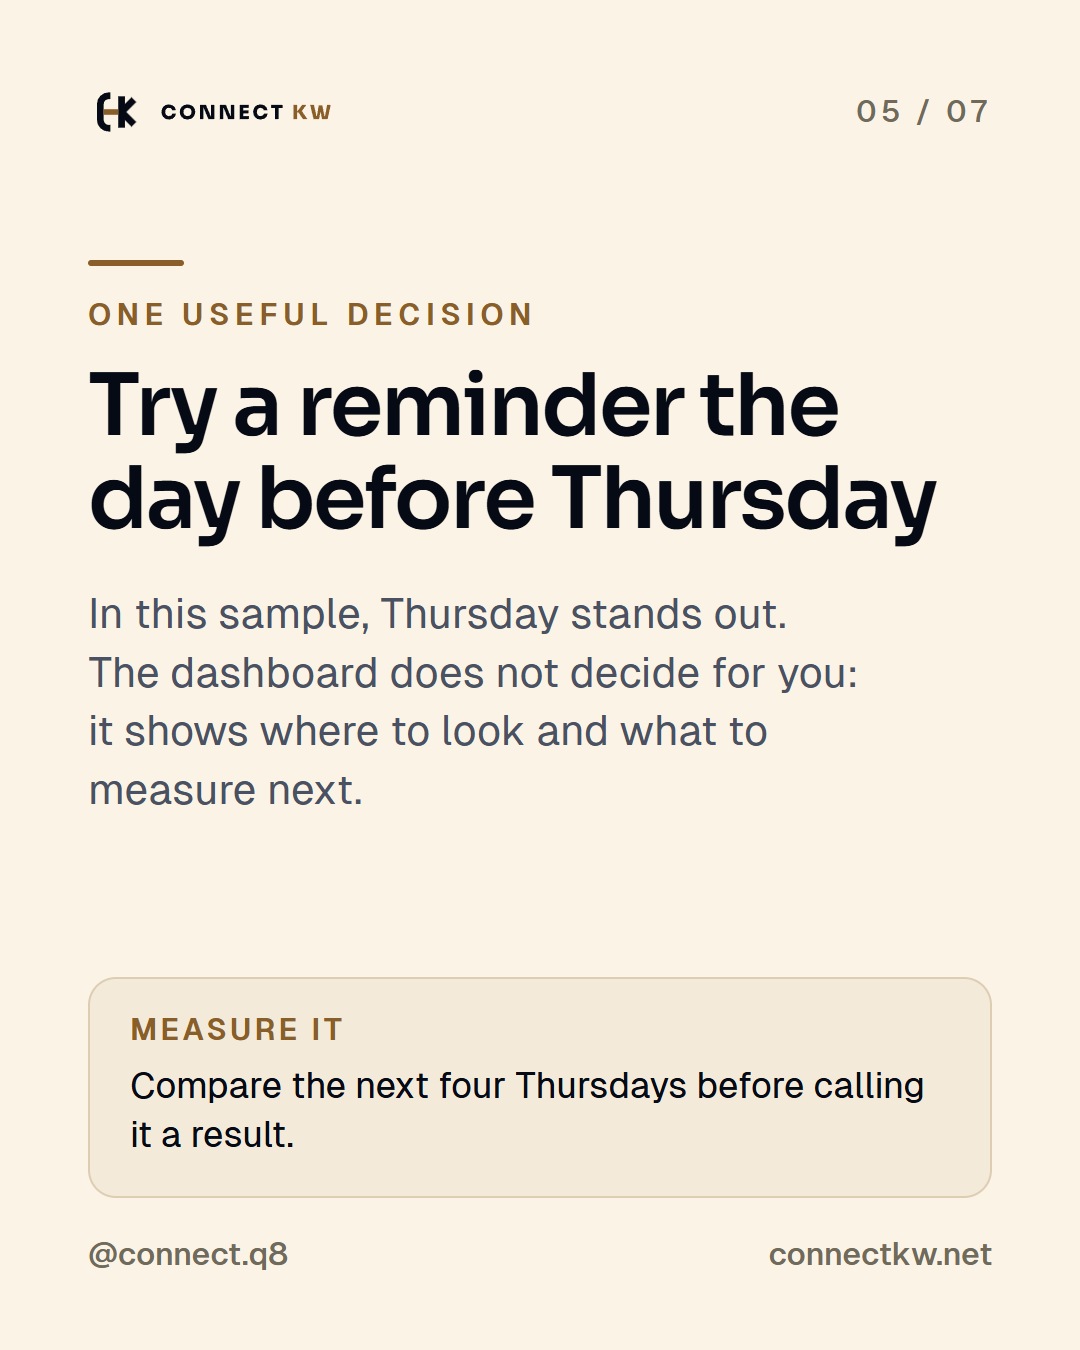 CONNECT KW
05 / 07
ONE USEFUL DECISION
Try a reminder the
day before Thursday
In this sample, Thursday stands out.
The dashboard does not decide for you:
it shows where to look and what to
measure next.
MEASURE IT
Compare the next four Thursdays before calling
it a result.
@connect.q8
connectkw.net